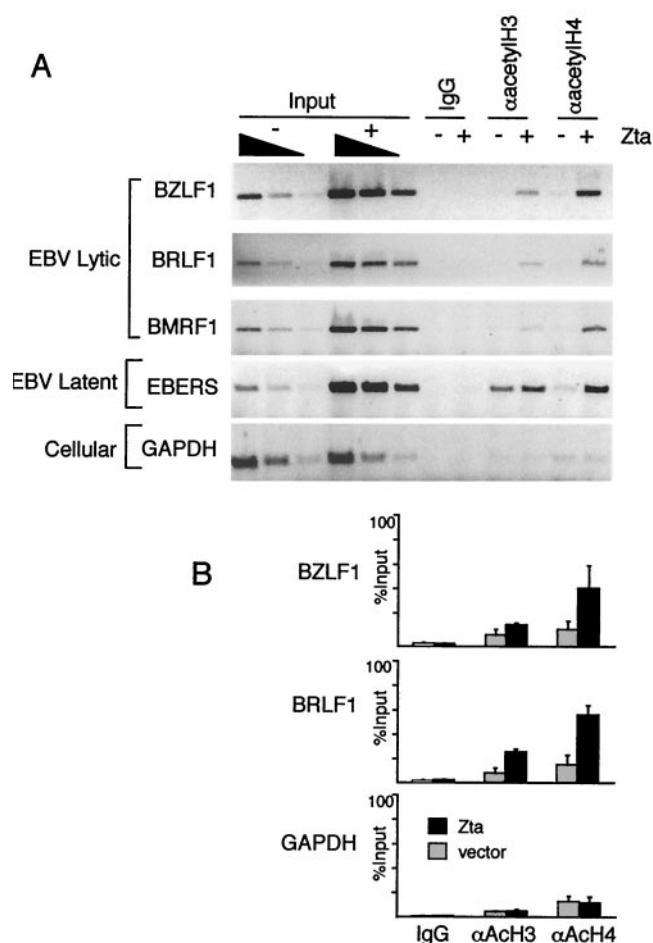 A
Input
IgG
αacetylH3
αacetylH4
- + - + - + - + Zta
EBV Lytic
BZLF1
BRLF1
BMRF1
EBV Latent
EBERS
Cellular
GAPDH
B
BZLF1
100
%Input
BRLF1
100
%Input
GAPDH
100
%Input
Zta
vector
IgG αAcH3 αAcH4